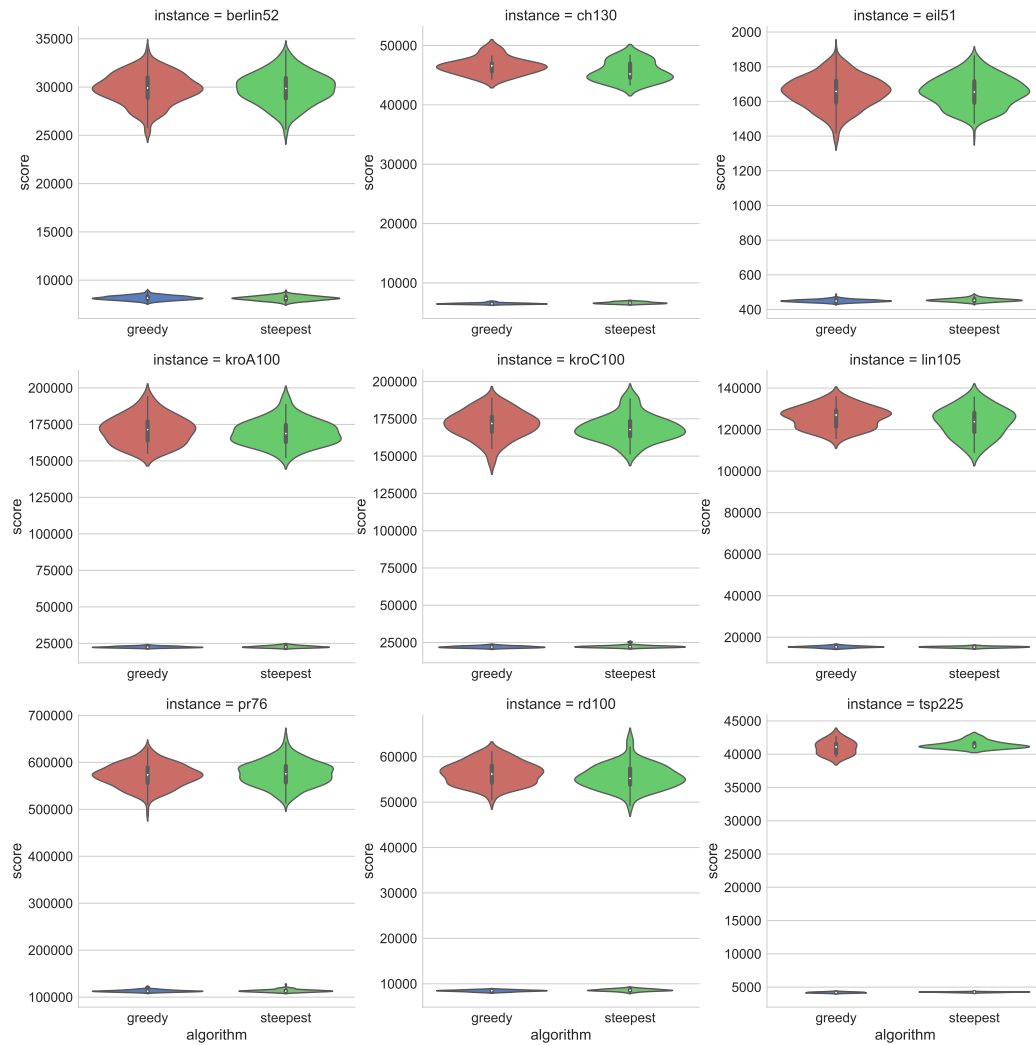 instance = berlin52
35000
30000
25000
20000
15000
10000
score
greedy steepest
instance = ch130
50000
40000
30000
20000
10000
score
greedy steepest
instance = eil51
2000
1800
1600
1400
1200
1000
800
600
400
score
greedy steepest
instance = kroA100
200000
175000
150000
125000
100000
75000
50000
25000
score
greedy steepest
instance = kroC100
200000
175000
150000
125000
100000
75000
50000
25000
score
greedy steepest
instance = lin105
140000
120000
100000
80000
60000
40000
20000
score
greedy steepest
instance = pr76
700000
600000
500000
400000
300000
200000
100000
score
greedy steepest
algorithm
instance = rd100
60000
50000
40000
30000
20000
10000
score
greedy steepest
algorithm
instance = tsp225
45000
40000
35000
30000
25000
20000
15000
10000
5000
score
greedy steepest
algorithm